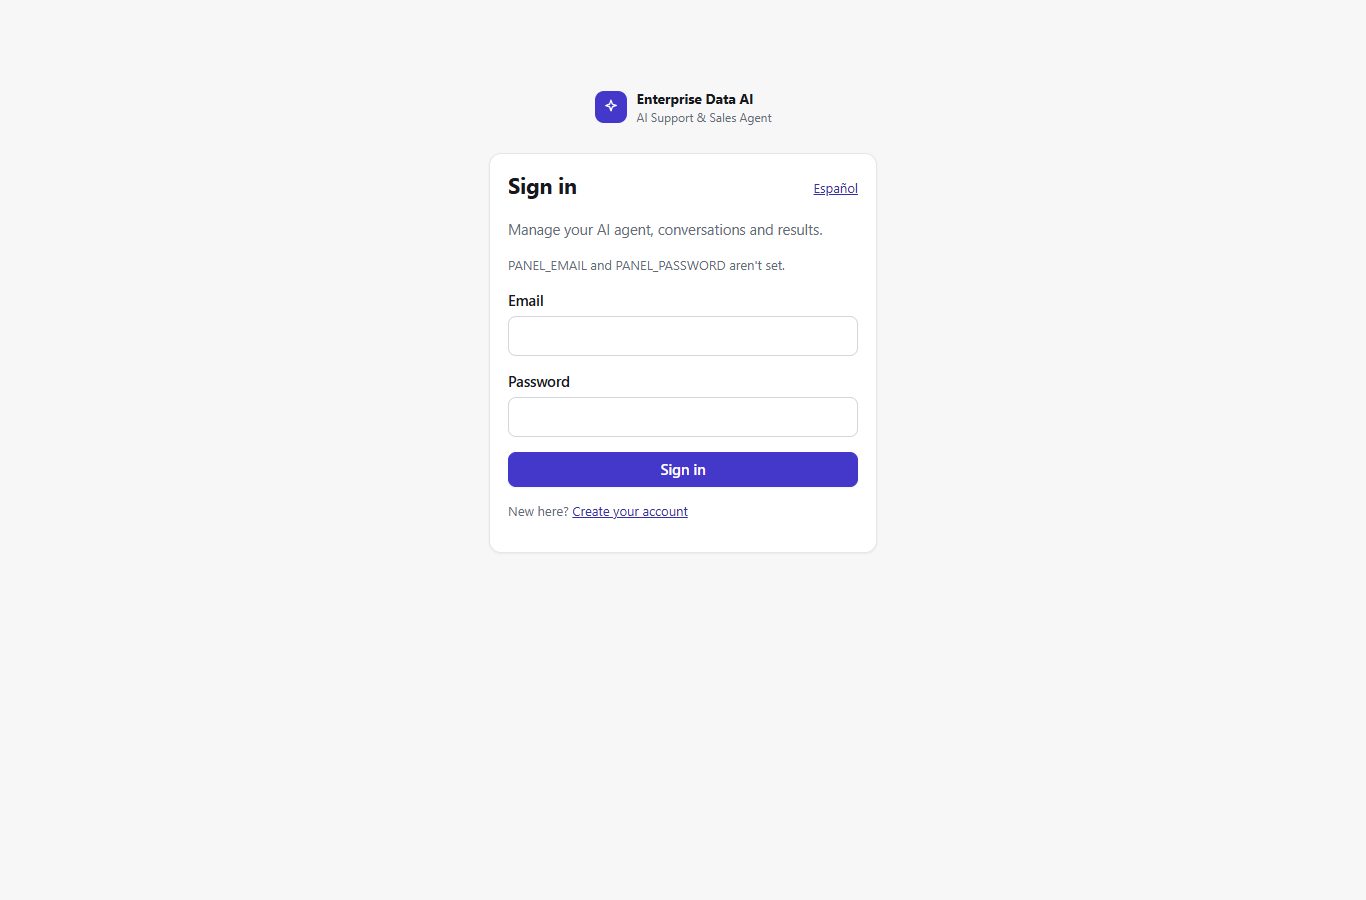 Enterprise Data AI
AI Support & Sales Agent
Sign in
Español
Manage your AI agent, conversations and results.
PANEL_EMAIL and PANEL_PASSWORD aren't set.
Email
Password
Sign in
New here? Create your account